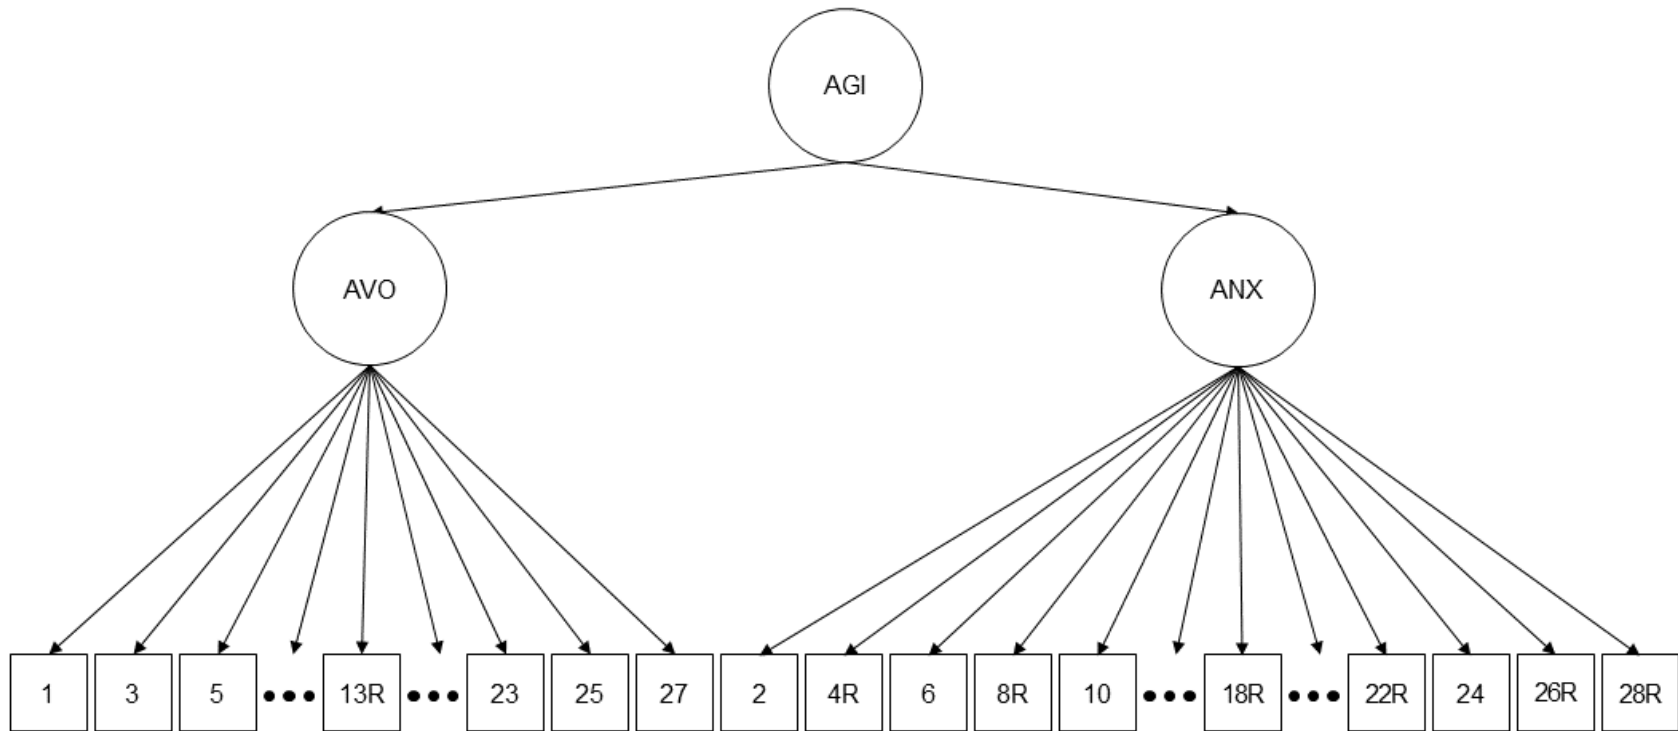 AGI
AVO ANX
1 3 5 ••• 13R ••• 23 25 27 2 4R 6 8R 10 ••• 18R ••• 22R 24 26R 28R